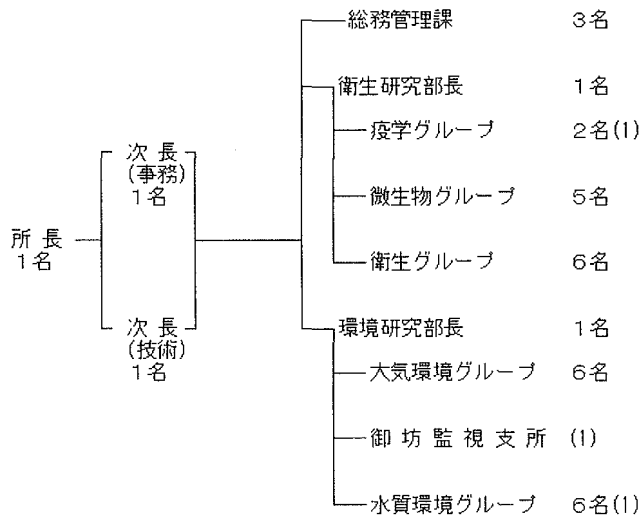 総務管理課 3名
衛生研究部長 1名
疫学グループ 2名(1)
次長
(事務)
1名
微生物グループ 5名
所長
1名
衛生グループ 6名
次長
(技術)
1名
環境研究部長 1名
大気環境グループ 6名
御坊監視支所 (1)
水質環境グループ 6名(1)